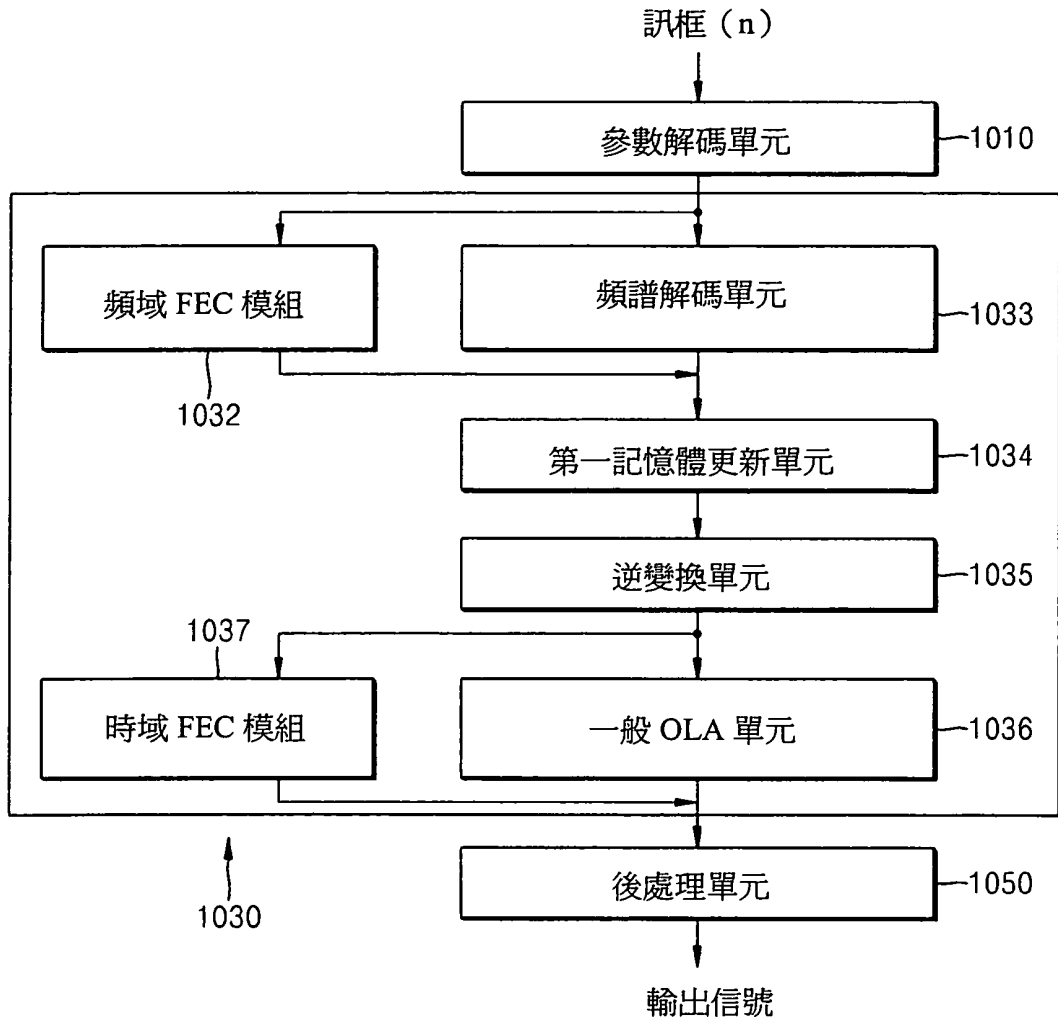 訊框（n）
參數解碼單元
1010
頻域 FEC 模組
頻譜解碼單元
1033
1032
第一記憶體更新單元
1034
逆變換單元
1035
1037
時域 FEC 模組
一般 OLA 單元
1036
後處理單元
1050
1030
輸出信號